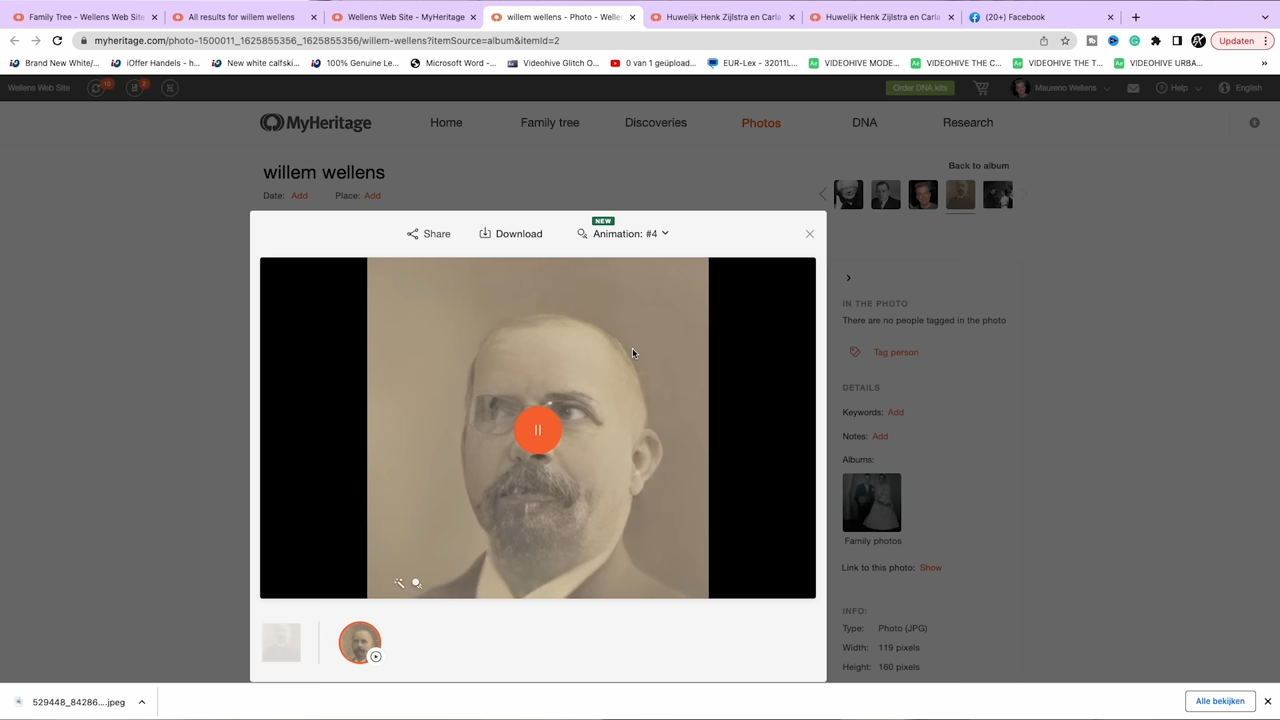 Family Tree - Wellens Web Site
All results for willem wellens
Wellens Web Site - MyHeritage
willem wellens - Photo - Welle
Huwelijk Henk Zijlstra en Carla
Huwelijk Henk Zijlstra en Carla
(20+) Facebook
myheritage.com/photo-1500011_1625855356_1625855356/willem-wellens?itemSource=album&itemId=2
Updaten
Brand New White/...
iOffer Handels - h...
New white calfski...
100% Genuine Le...
Microsoft Word -...
Videohive Glitch O...
0 van 1 geüpload...
EUR-Lex - 32011L...
VIDEOHIVE MODE...
VIDEOHIVE THE C...
VIDEOHIVE THE T...
VIDEOHIVE URBA...
»
Wellens Web Site
10
2
Order DNA kits
Maureno Wellens
Help
English
MyHeritage
Home
Family tree
Discoveries
Photos
DNA
Research
willem wellens
Back to album
Date: Add
Place: Add
NEW
Share
Download
Animation: #4
IN THE PHOTO
There are no people tagged in the photo
Tag person
DETAILS
Keywords: Add
Notes: Add
Albums:
Family photos
Link to this photo: Show
INFO:
Type: Photo (JPG)
Width: 119 pixels
Height: 160 pixels
529448_84286....jpeg
Alle bekijken